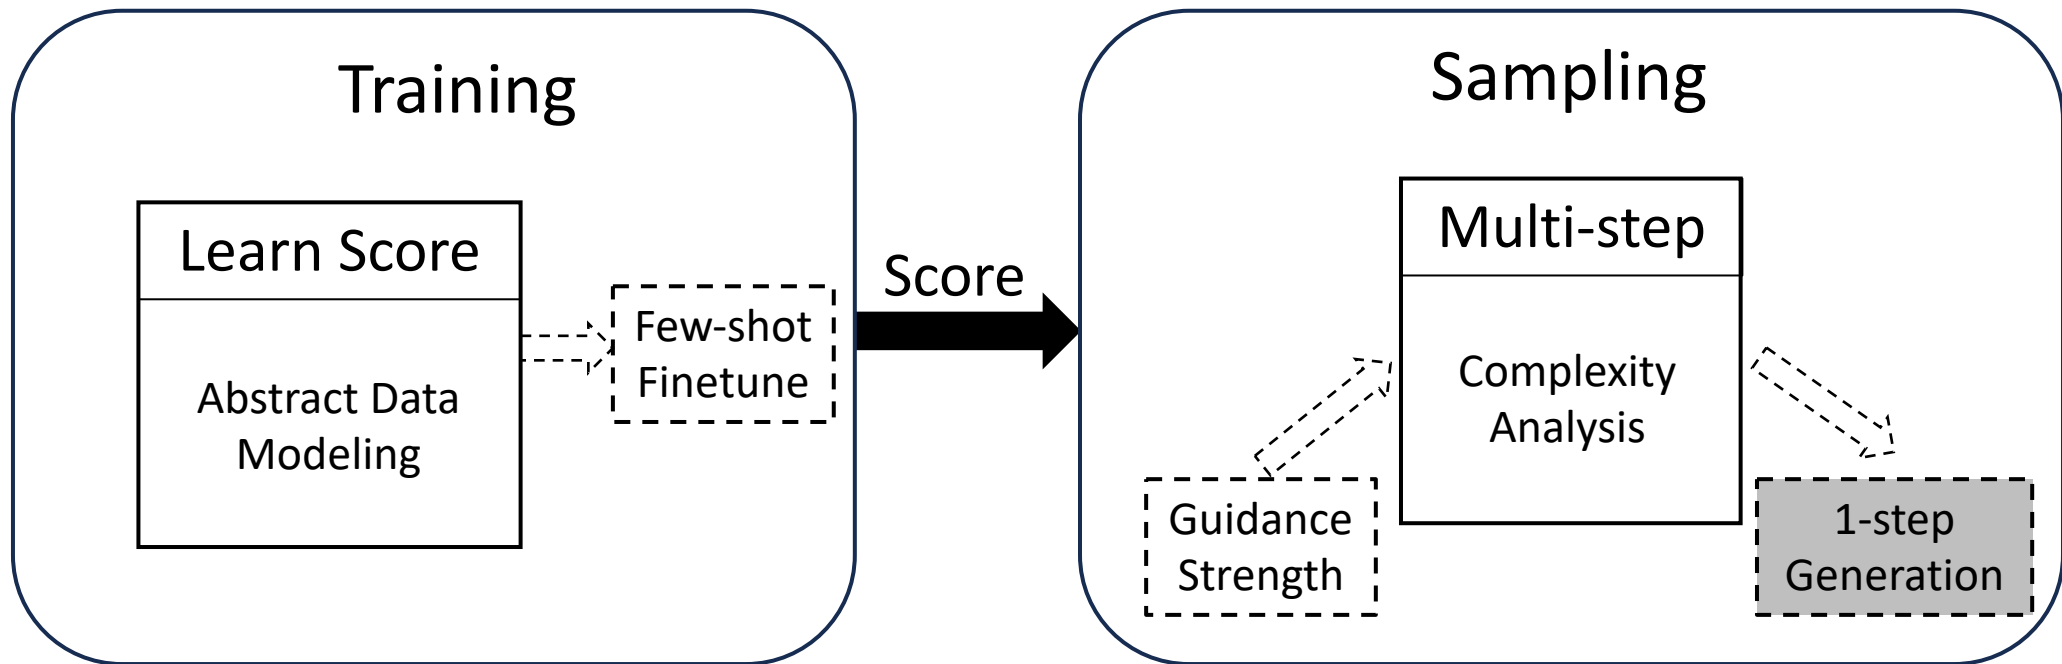 Training
Learn Score
Abstract Data
Modeling
Few-shot
Finetune
Score
Sampling
Multi-step
Complexity
Analysis
Guidance
Strength
1-step
Generation